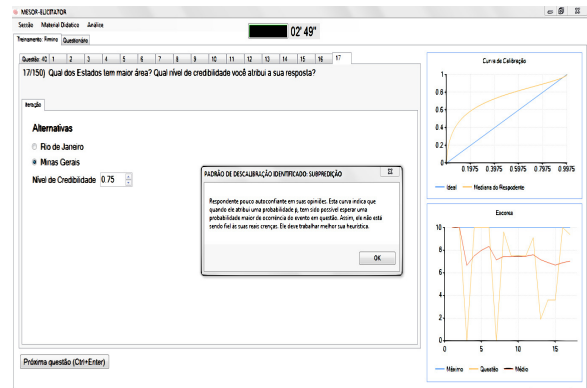 MESOR-ELICITATOR
Sessão Material Didatico Análise
02' 49"
Treinamento Rimino Questionário
Questão 40 1 2 3 4 5 6 7 8 9 10 11 12 13 14 15 16 17
17/150) Qual dos Estados tem maior área? Qual nível de credibilidade você atribui a sua resposta?
Iteração
Alternativas
Rio de Janeiro
Minas Gerais
Nível de Credibilidade 0.75
PADRÃO DE DESCALIBRAÇÃO IDENTIFICADO: SUBPREDIÇÃO
Respondente pouco autoconfiante em suas opiniões. Esta curva indica que
quando ele atribui uma probabilidade p, tem sido possível esperar uma
probabilidade maior de ocorrência do evento em questão. Assim, ele não está
sendo fiel às suas reais crenças. Ele deve trabalhar melhor sua heurística.
OK
Próxima questão (Ctrl+Enter)
Curva de Calibração
1
0.8
0.6
0.4
0.2
0
0.1975 0.3975 0.5975 0.7975 0.9975
Ideal Mediana do Respodente
Escores
10
8
6
4
2
0
0 5 10 15
Máximo Questão Médio